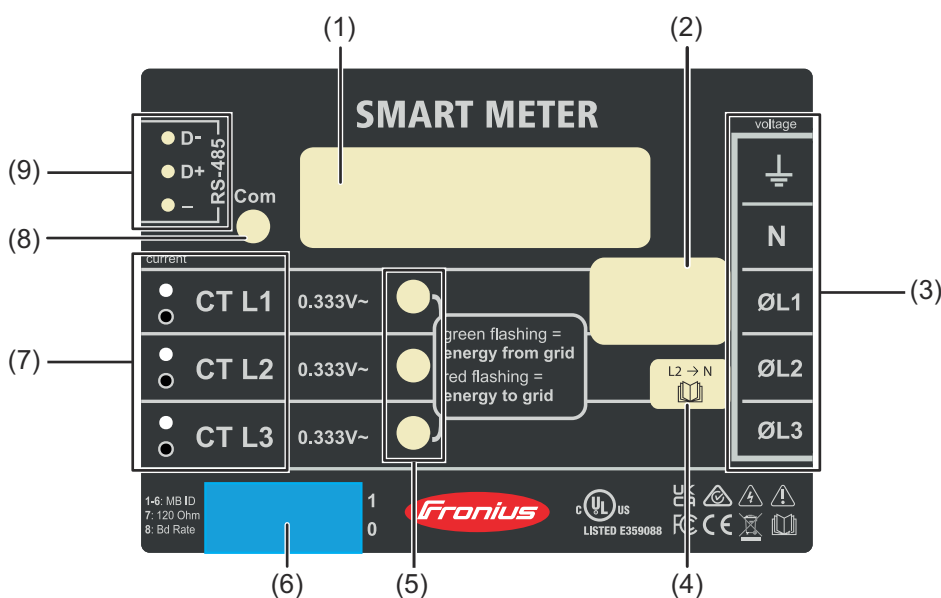 (1)
(2)
SMART METER
voltage
D-
D+
–
RS-485
(9)
Com
(8)
N
current
CT L1
0.333V~
ØL1
(3)
green flashing =
energy from grid
(7)
CT L2
0.333V~
red flashing =
energy to grid
L2 → N
ØL2
CT L3
0.333V~
ØL3
1-6: MB ID
7: 120 Ohm
8: Bd Rate
1
0
Fronius
C UL US
LISTED E359088
UK CA
FC CE
(6)
(5)
(4)